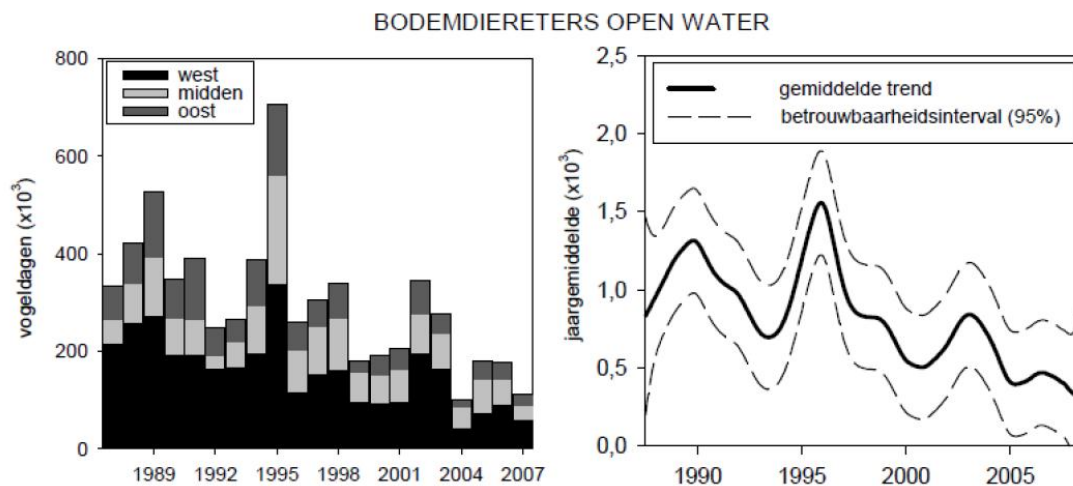 BODEMDIERETERS OPEN WATER
vogeldagen (x10³)
800
600
400
200
0
west
midden
oost
1989 1992 1995 1998 2001 2004 2007
jaargemiddelde (x10³)
2,5
2,0
1,5
1,0
0,5
0,0
gemiddelde trend
betrouwbaarheidsinterval (95%)
1990 1995 2000 2005